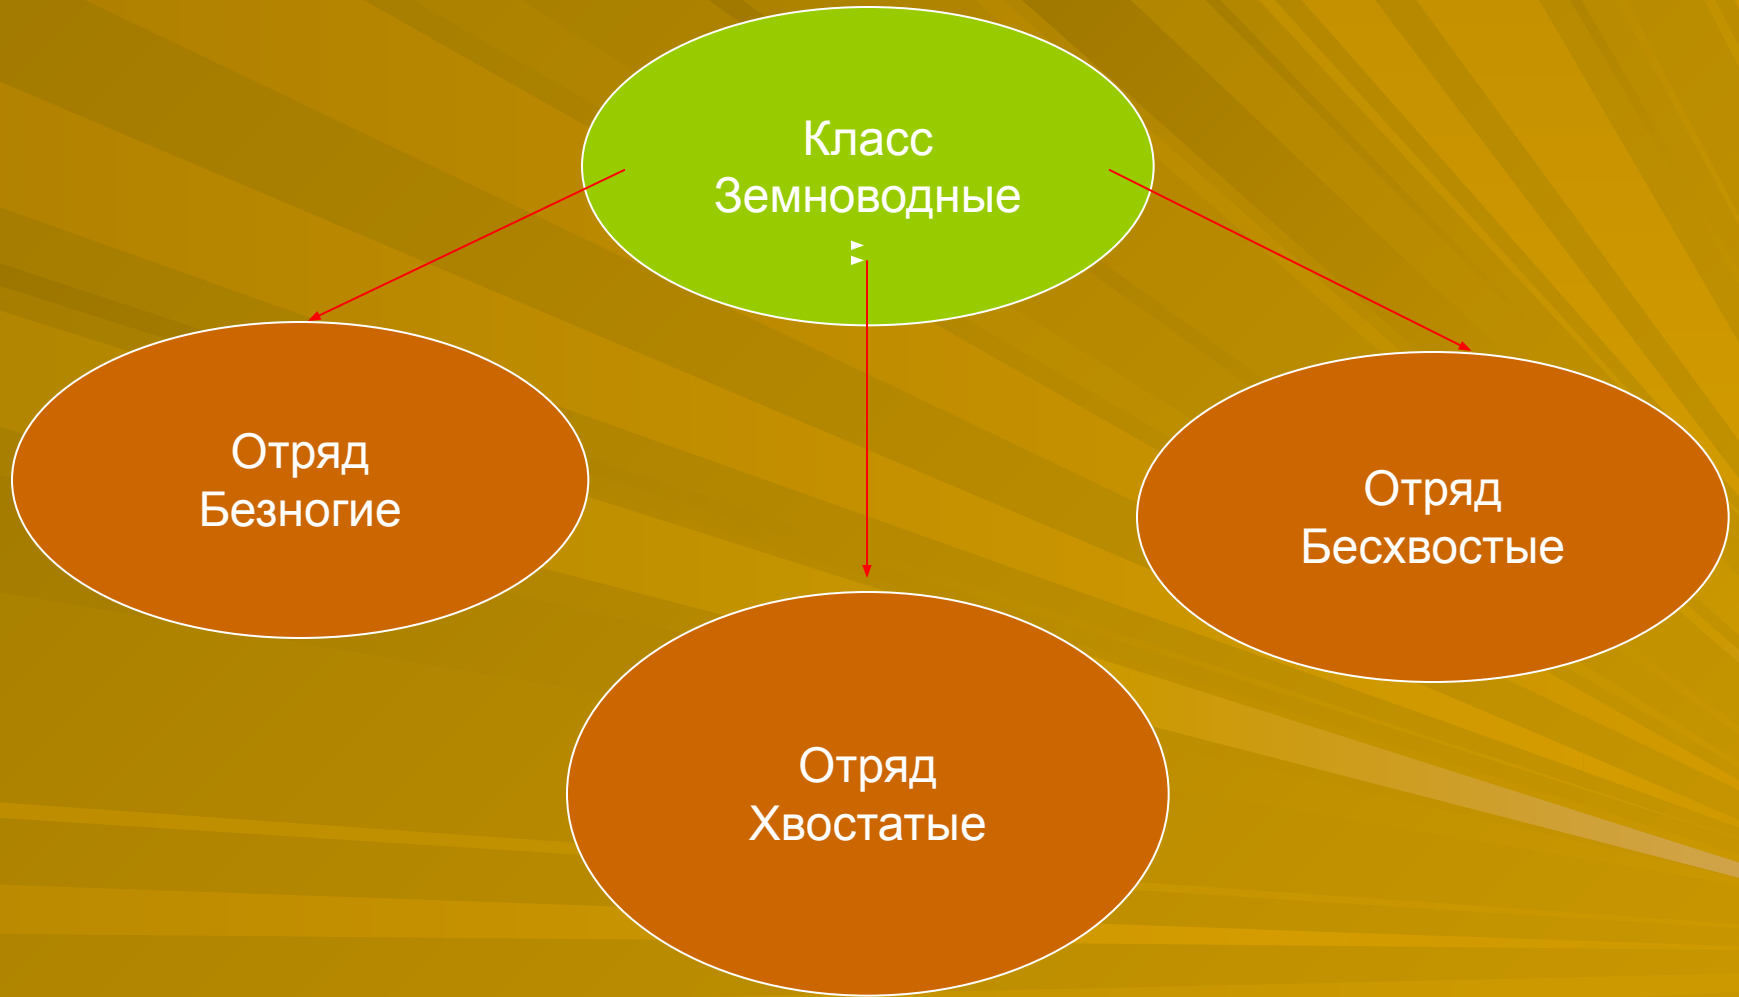 Класс
Земноводные
Отряд
Безногие
Отряд
Бесхвостые
Отряд
Хвостатые